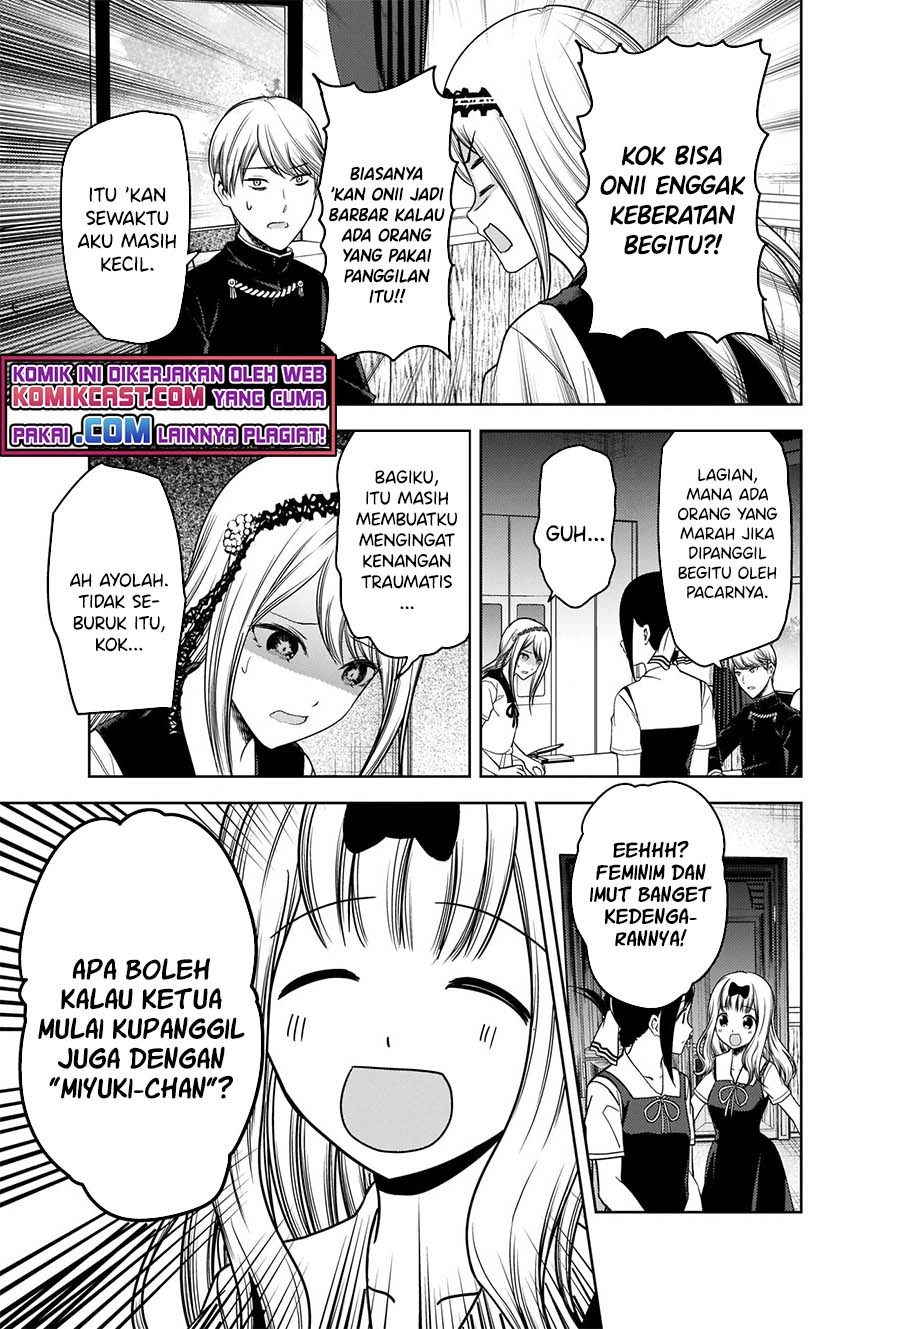 KOK BISA
ONII ENGGAK
KEBERATAN
BEGITU?!
BIASANYA
'KAN ONII JADI
BARBAR KALAU
ADA ORANG
YANG PAKAI
PANGGILAN
ITU!!
ITU 'KAN
SEWAKTU
AKU MASIH
KECIL.
KOMIK INI DIKERJAKAN OLEH WEB
KOMIKCAST.COM YANG CUMA
PAKAI .COM LAINNYA PLAGIAT!
LAGIAN,
MANA ADA
ORANG YANG
MARAH JIKA
DIPANGGIL
BEGITU OLEH
PACARNYA.
GUH...
BAGIKU,
ITU MASIH
MEMBUATKU
MENGINGAT
KENANGAN
TRAUMATIS
...
AH AYOLAH.
TIDAK SE-
BURUK ITU,
KOK...
EEHHH?
FEMINIM DAN
IMUT BANGET
KEDENGA-
RANNYA!
APA BOLEH
KALAU KETUA
MULAI KUPANGGIL
JUGA DENGAN
"MIYUKI-CHAN"?